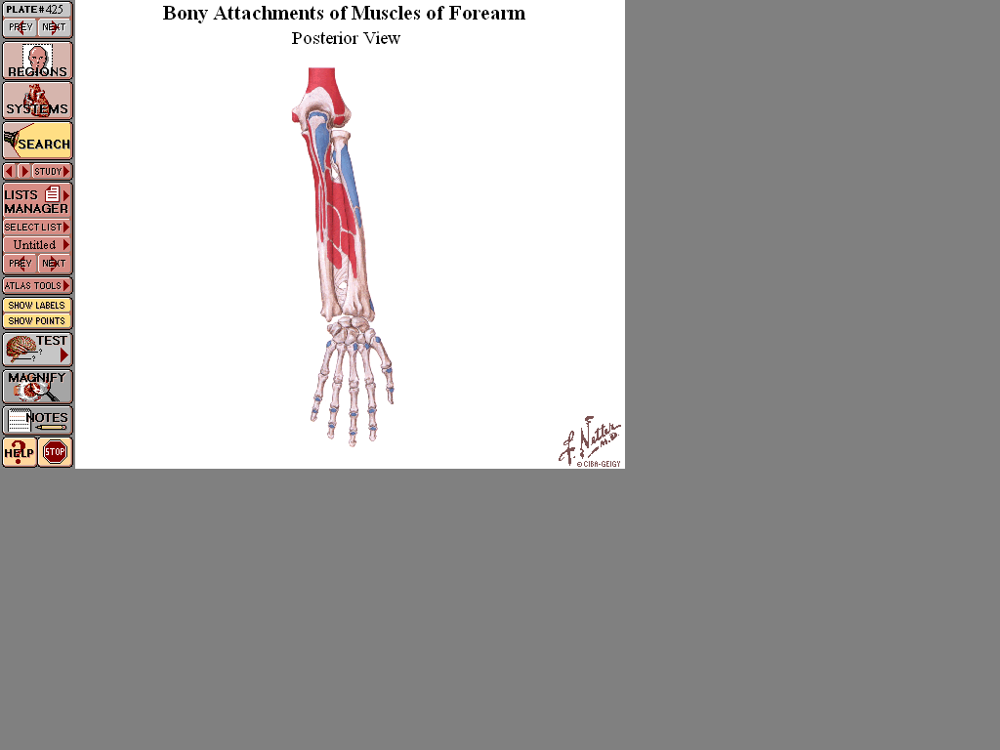 PLATE#425
PREV NEXT
REGIONS
SYSTEMS
SEARCH
STUDY
LISTS
MANAGER
SELECT LIST
Untitled
PREV NEXT
ATLAS TOOLS
SHOW LABELS
SHOW POINTS
TEST
? ?
MAGNIFY
NOTES
HELP ? STOP
Bony Attachments of Muscles of Forearm
Posterior View
F. Netter
M.D.
© CIBA-GEIGY